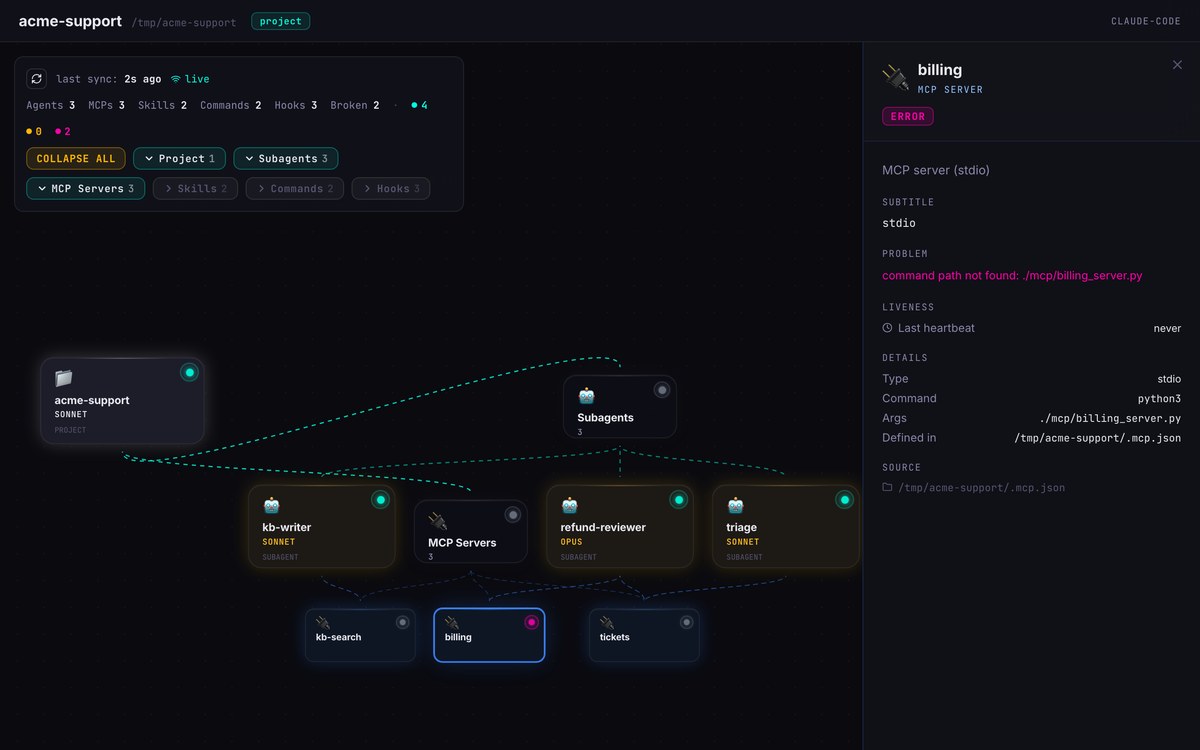 acme-support /tmp/acme-support project CLAUDE-CODE
last sync: 2s ago live
Agents 3 MCPs 3 Skills 2 Commands 2 Hooks 3 Broken 2 · 4
0 2
COLLAPSE ALL Project 1 Subagents 3
MCP Servers 3 Skills 2 Commands 2 Hooks 3
acme-support
SONNET
PROJECT
Subagents
3
kb-writer
SONNET
SUBAGENT
MCP Servers
3
refund-reviewer
OPUS
SUBAGENT
triage
SONNET
SUBAGENT
kb-search
billing
tickets
billing
MCP SERVER
ERROR
MCP server (stdio)
SUBTITLE
stdio
PROBLEM
command path not found: ./mcp/billing_server.py
LIVENESS
Last heartbeat never
DETAILS
Type stdio
Command python3
Args ./mcp/billing_server.py
Defined in /tmp/acme-support/.mcp.json
SOURCE
/tmp/acme-support/.mcp.json